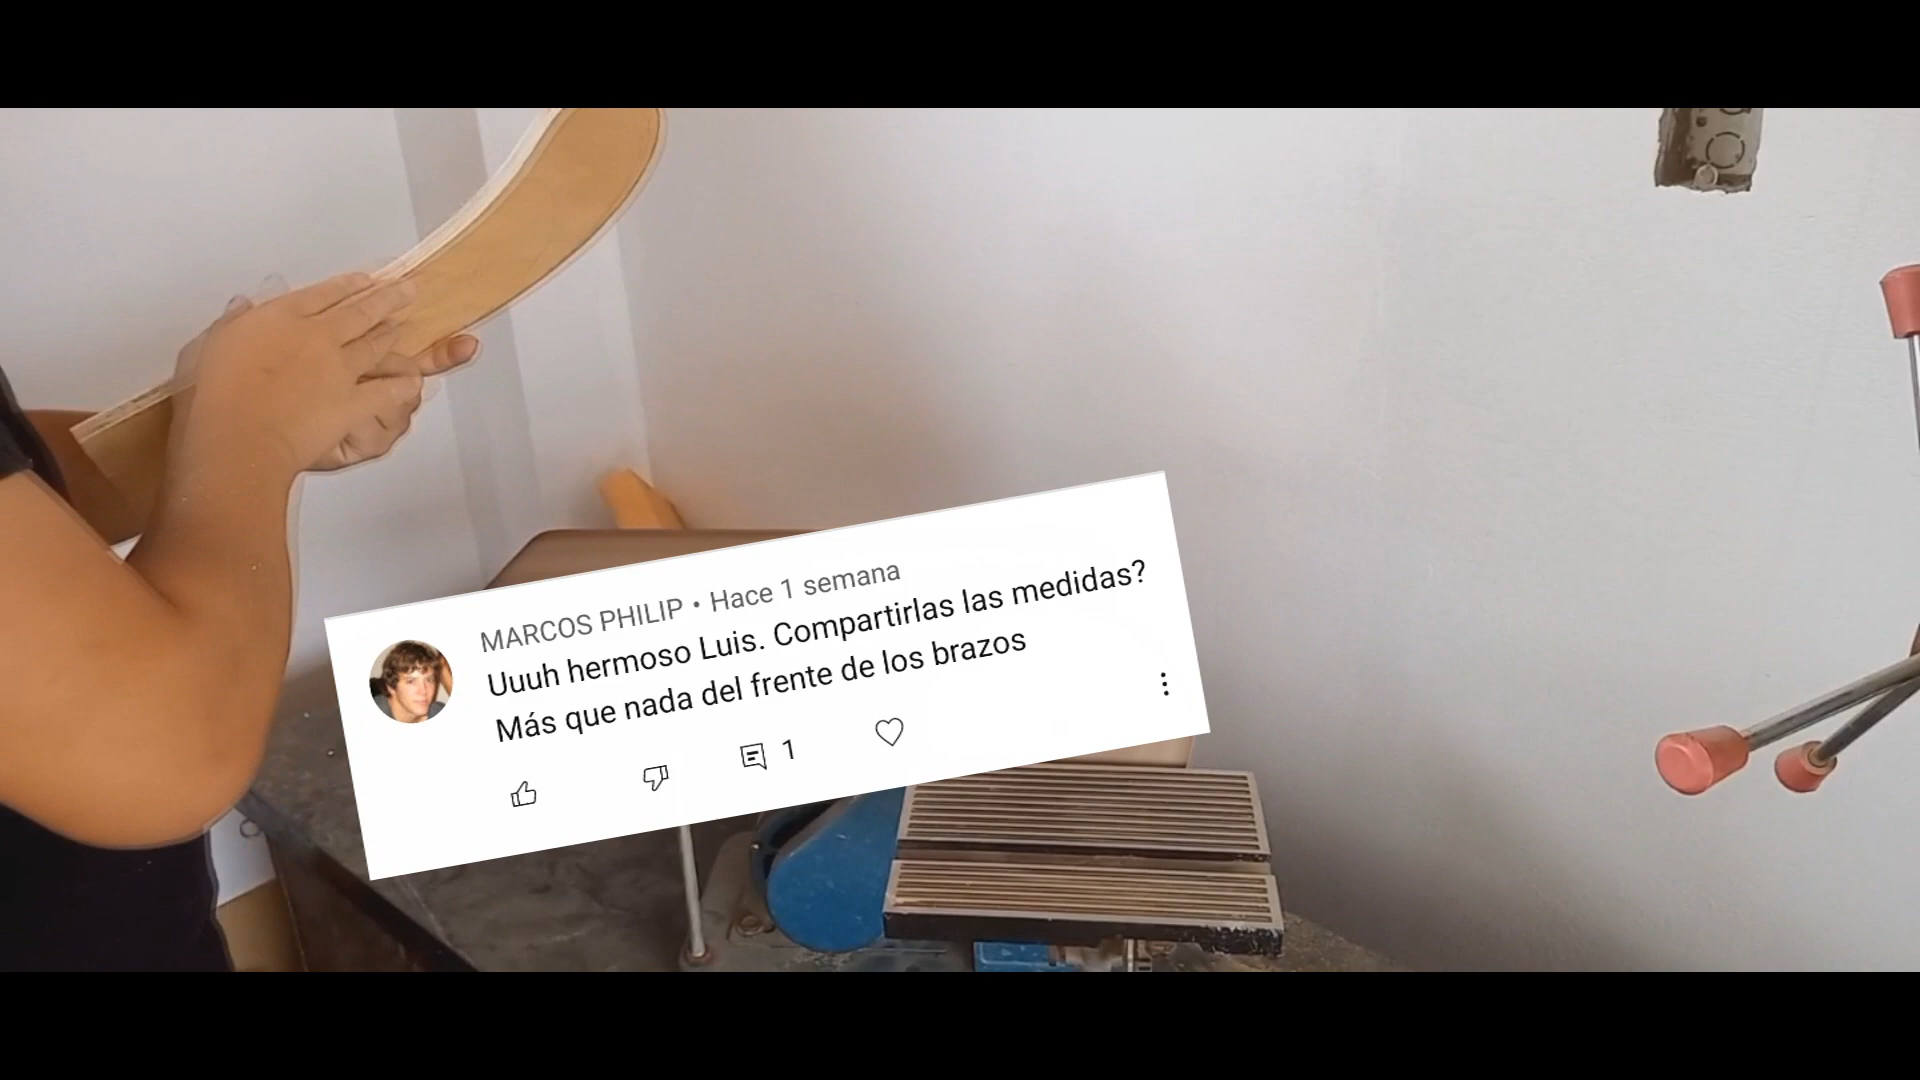 MARCOS PHILIP • Hace 1 semana
Uuuh hermoso Luis. Compartirlas las medidas?
Más que nada del frente de los brazos
1